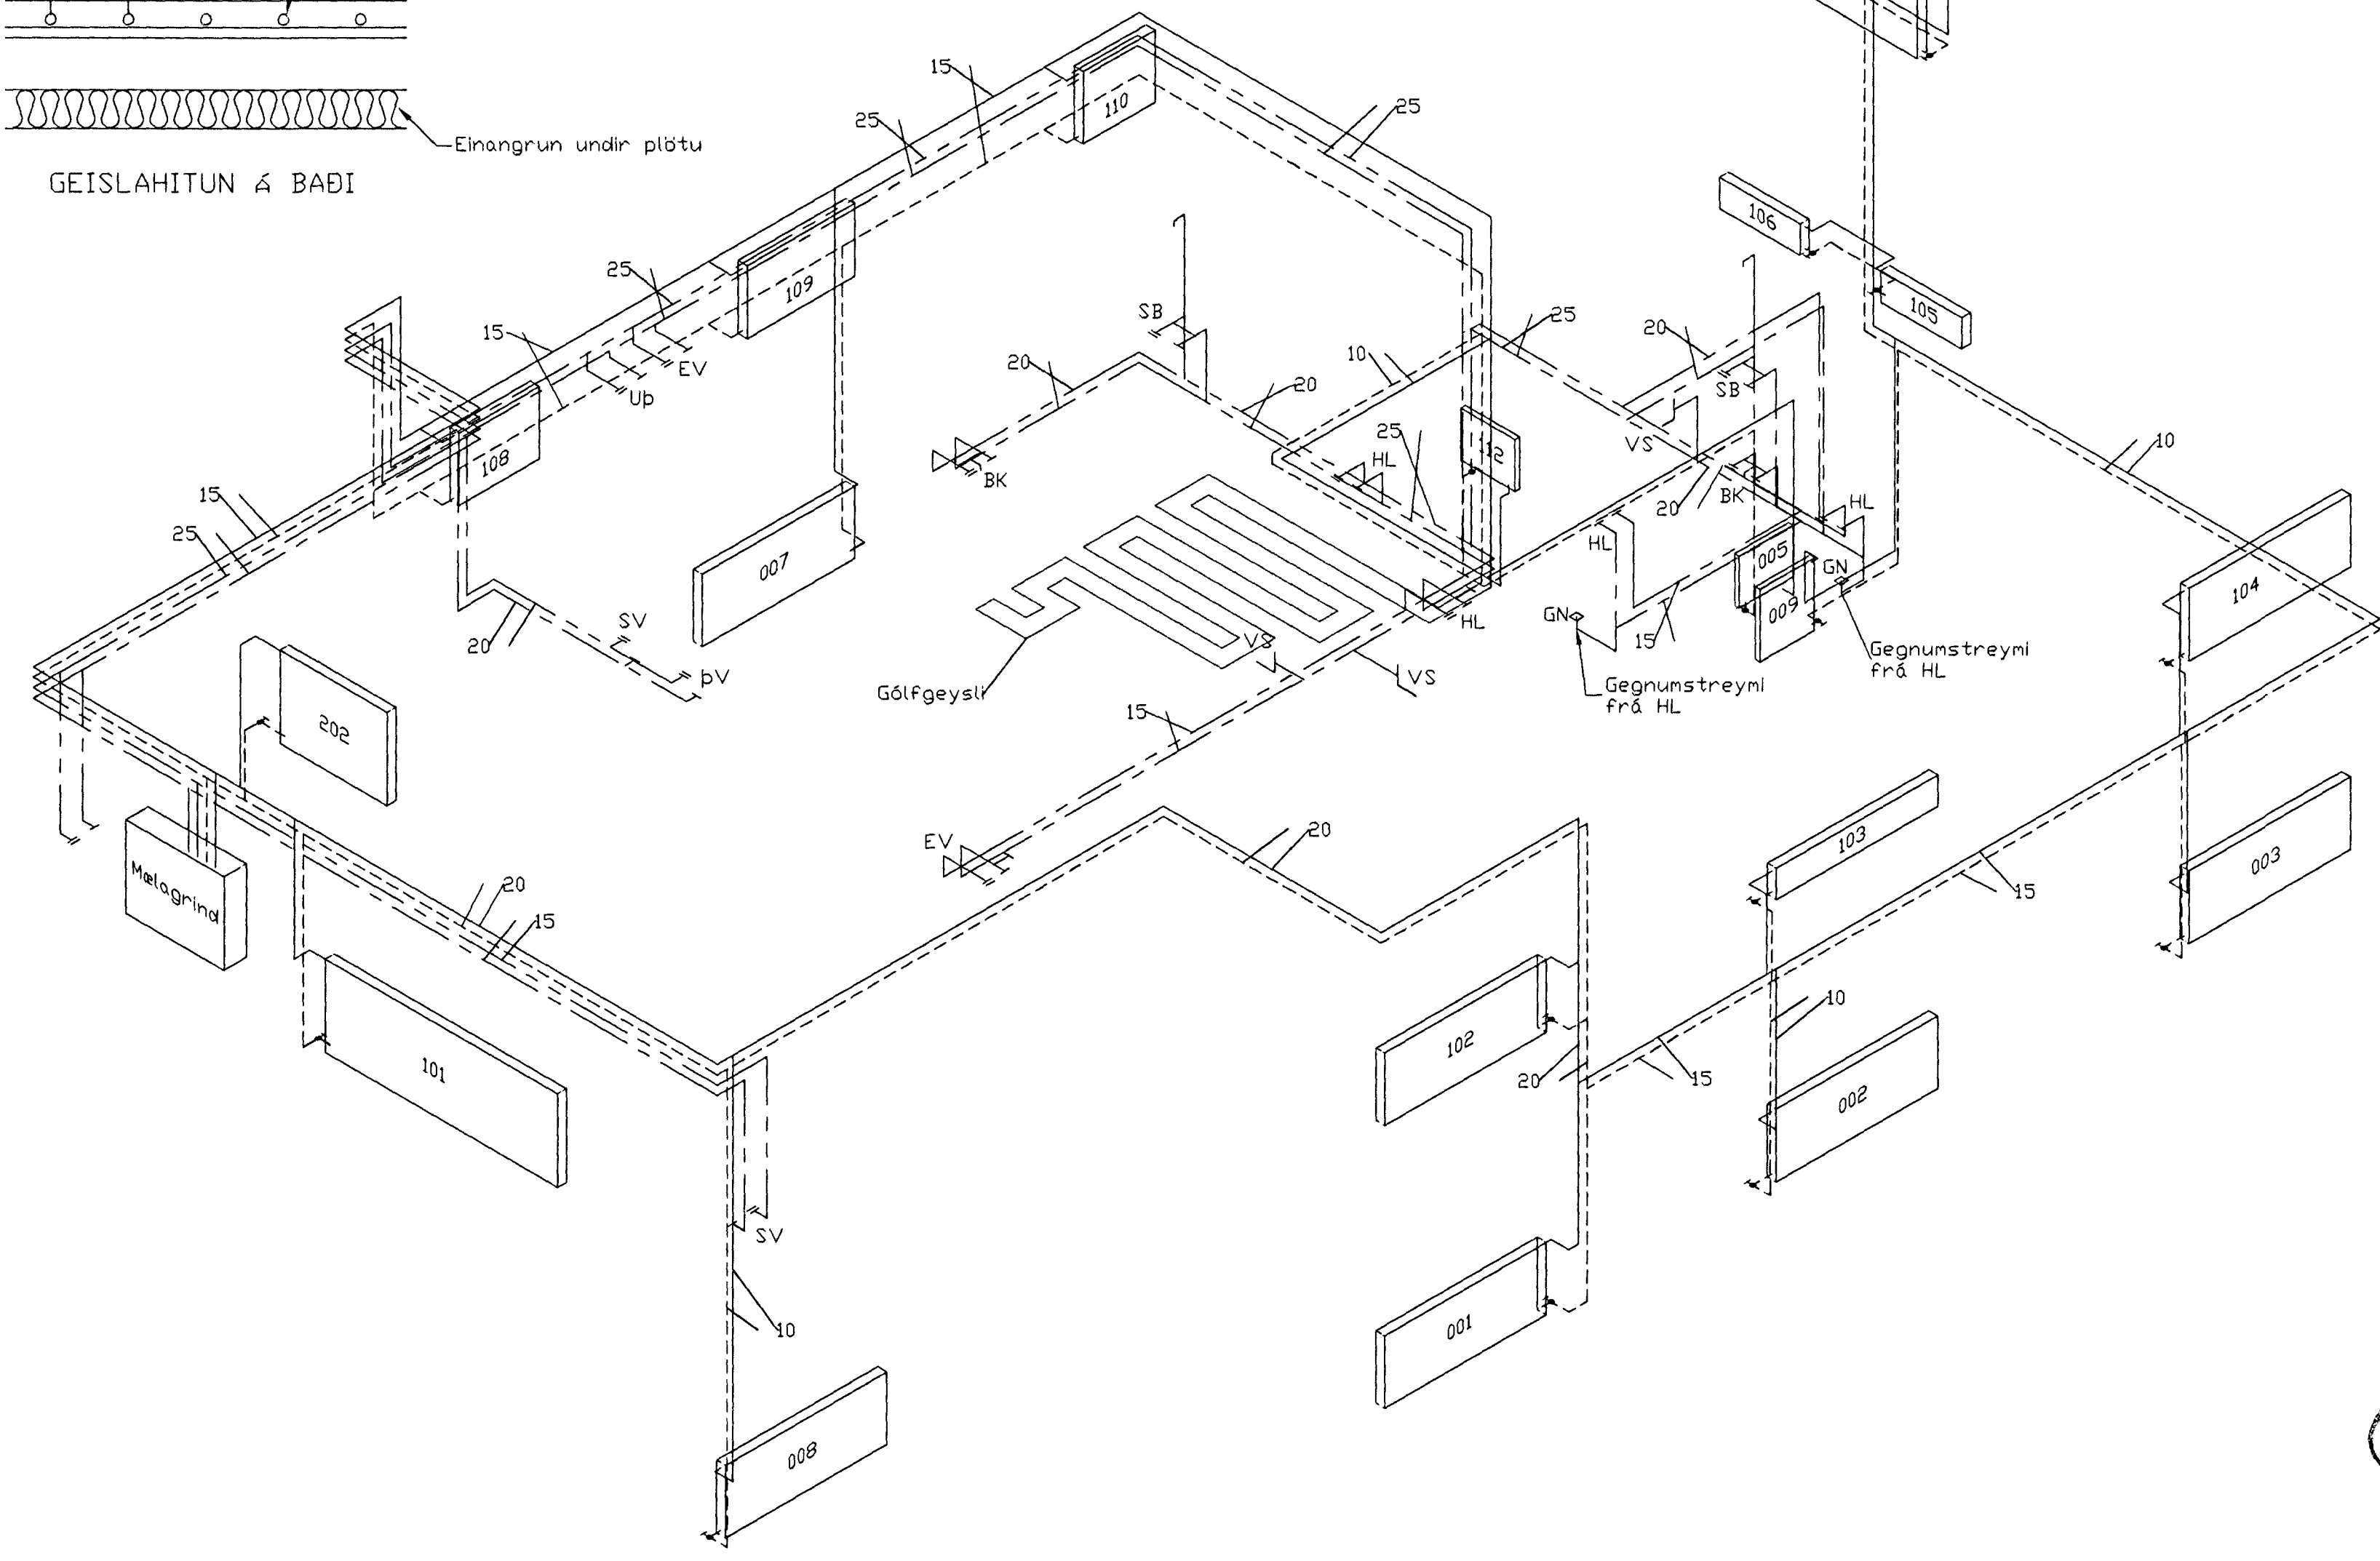 Einangrun undir plötu
GEISLAHITUN á BAÐI
15
110
25
25
106
25
109
SB
105
15
EV
Uþ
20
10
25
20
SB
20
25
HL
12
VS
108
BK
20
BK
HL
10
15
25
007
HL
005
GN
009
104
20
SV
þV
GN
15
HL
VS
VS
Gólfgeysli
Gegnumstreymi
frá HL
Gegnumstreymi
frá HL
202
15
EV
20
103
003
Mælagrind
20
15
15
10
101
102
20
15
002
SV
10
001
008